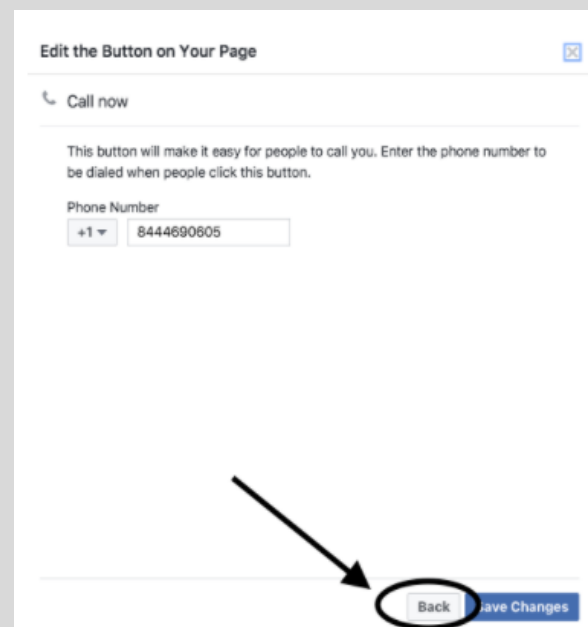 Edit the Button on Your Page
Call now
This button will make it easy for people to call you. Enter the phone number to
be dialed when people click this button.
Phone Number
+1 8444690605
Back Save Changes